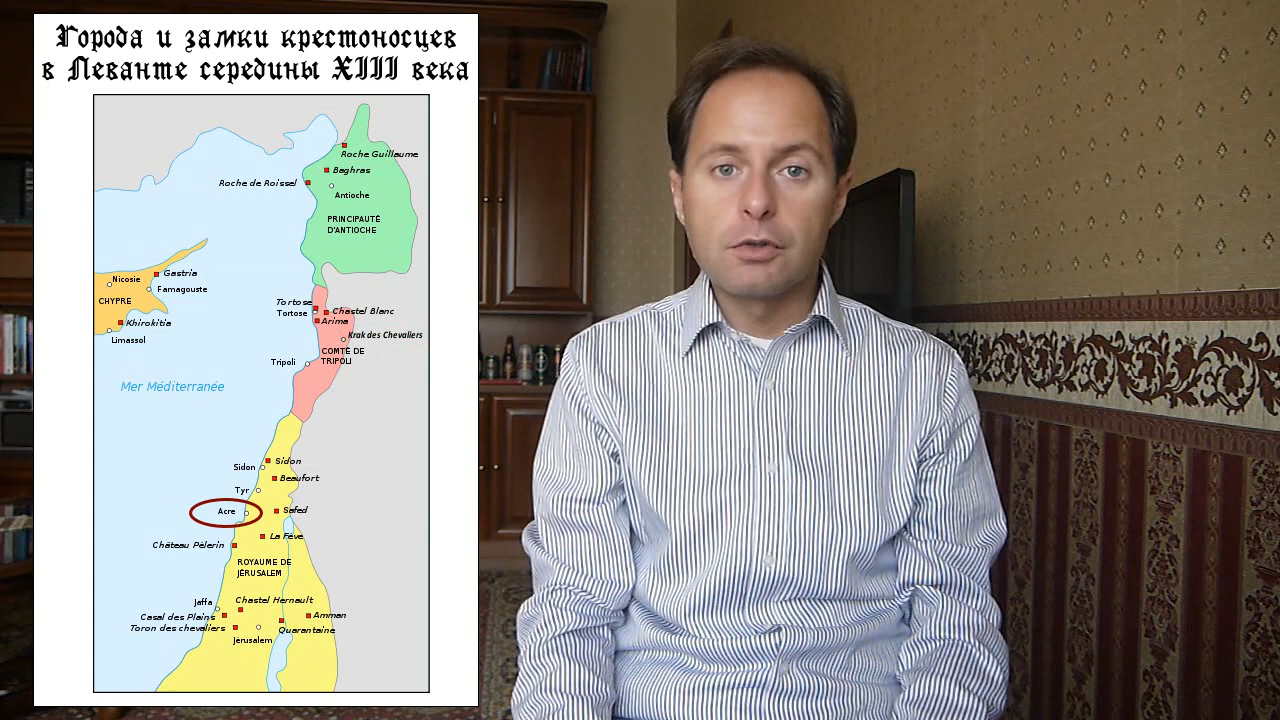 Города и замки крестоносцев
в Леванте середины XIII века
Roche Guillaume
Baghras
Roche de Roissel
Antioche
PRINCIPAUTÉ
D'ANTIOCHE
Gastria
Nicosie
Famagouste
CHYPRE
Khirokitia
Limassol
Tortose
Tortose
Chastel Blanc
Arima
Krak des Chevaliers
COMTÉ DE
TRIPOLI
Tripoli
Mer Méditerranée
Sidon
Sidon
Beaufort
Tyr
Acre
Safed
La Fève
Château Pèlerin
ROYAUME DE
JÉRUSALEM
Chastel Hernault
Jaffa
Casal des Plains
Amman
Toron des chevaliers
Quarantaine
Jérusalem